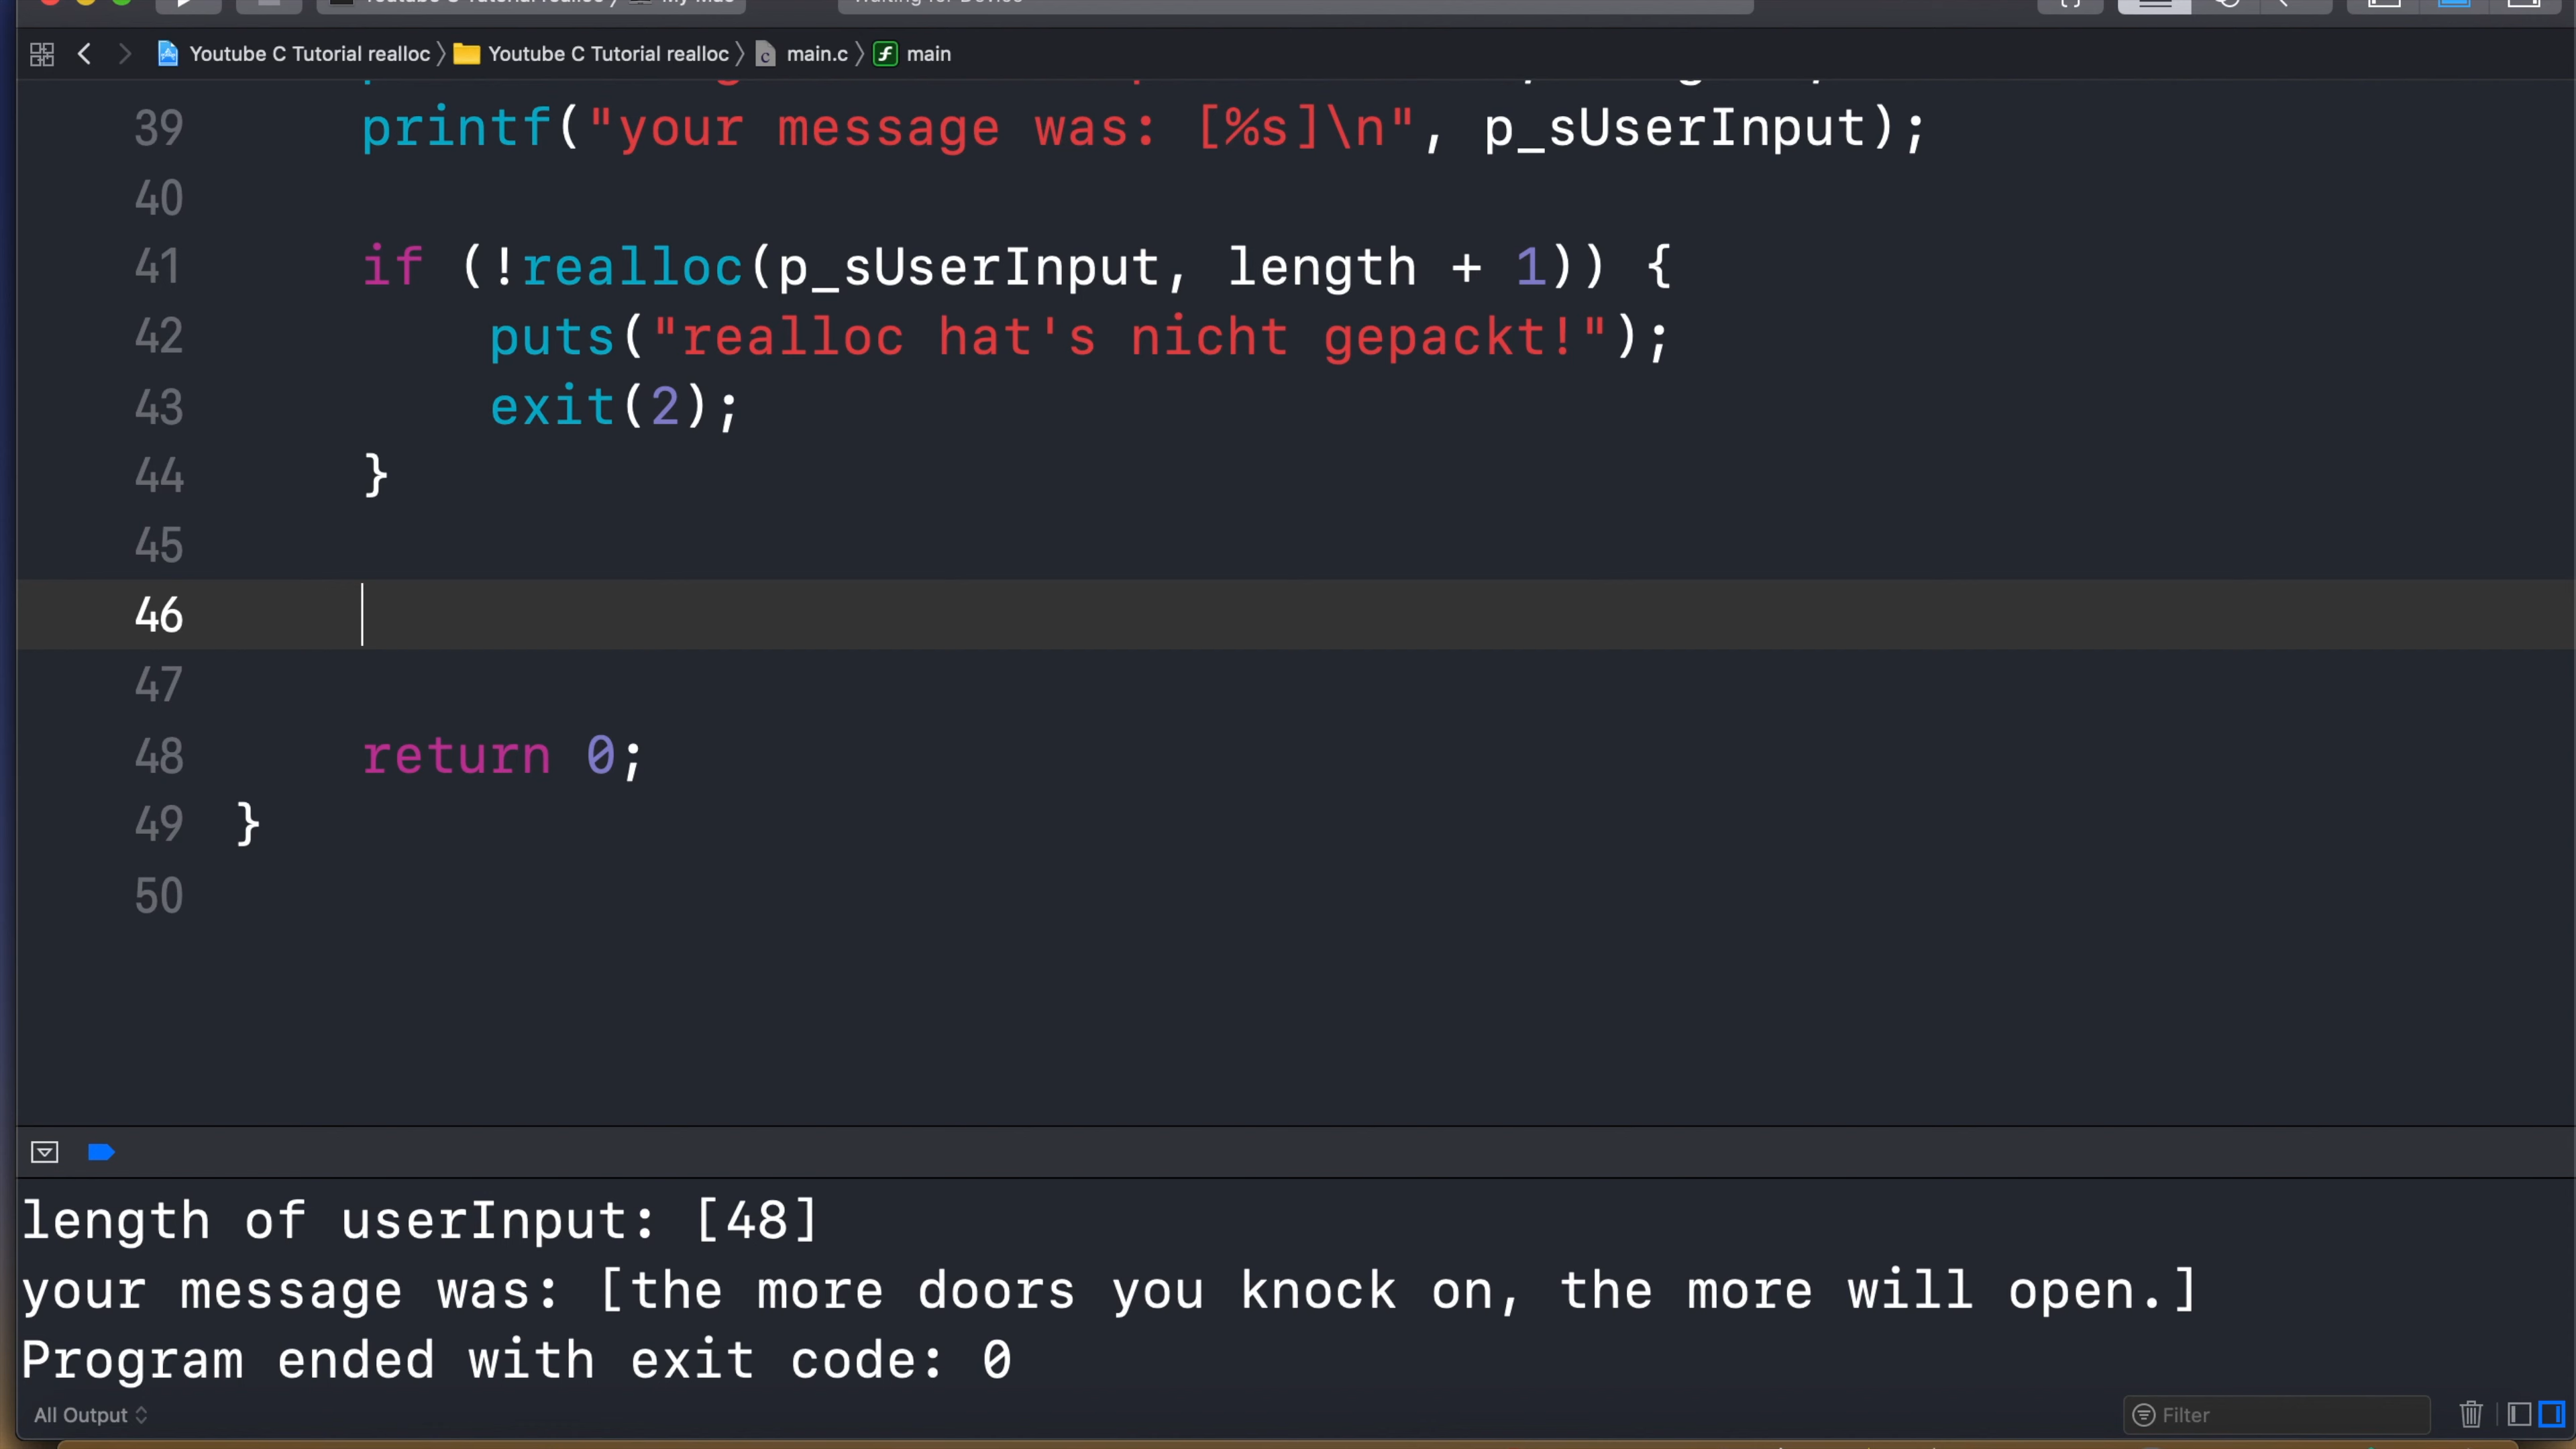 Youtube C Tutorial realloc 〉 Youtube C Tutorial realloc 〉 main.c 〉 main
39 printf("your message was: [%s]\n", p_sUserInput);
40
41 if (!realloc(p_sUserInput, length + 1)) {
42 puts("realloc hat's nicht gepackt!");
43 exit(2);
44 }
45
46
47
48 return 0;
49 }
50
length of userInput: [48]
your message was: [the more doors you knock on, the more will open.]
Program ended with exit code: 0
All Output
Filter